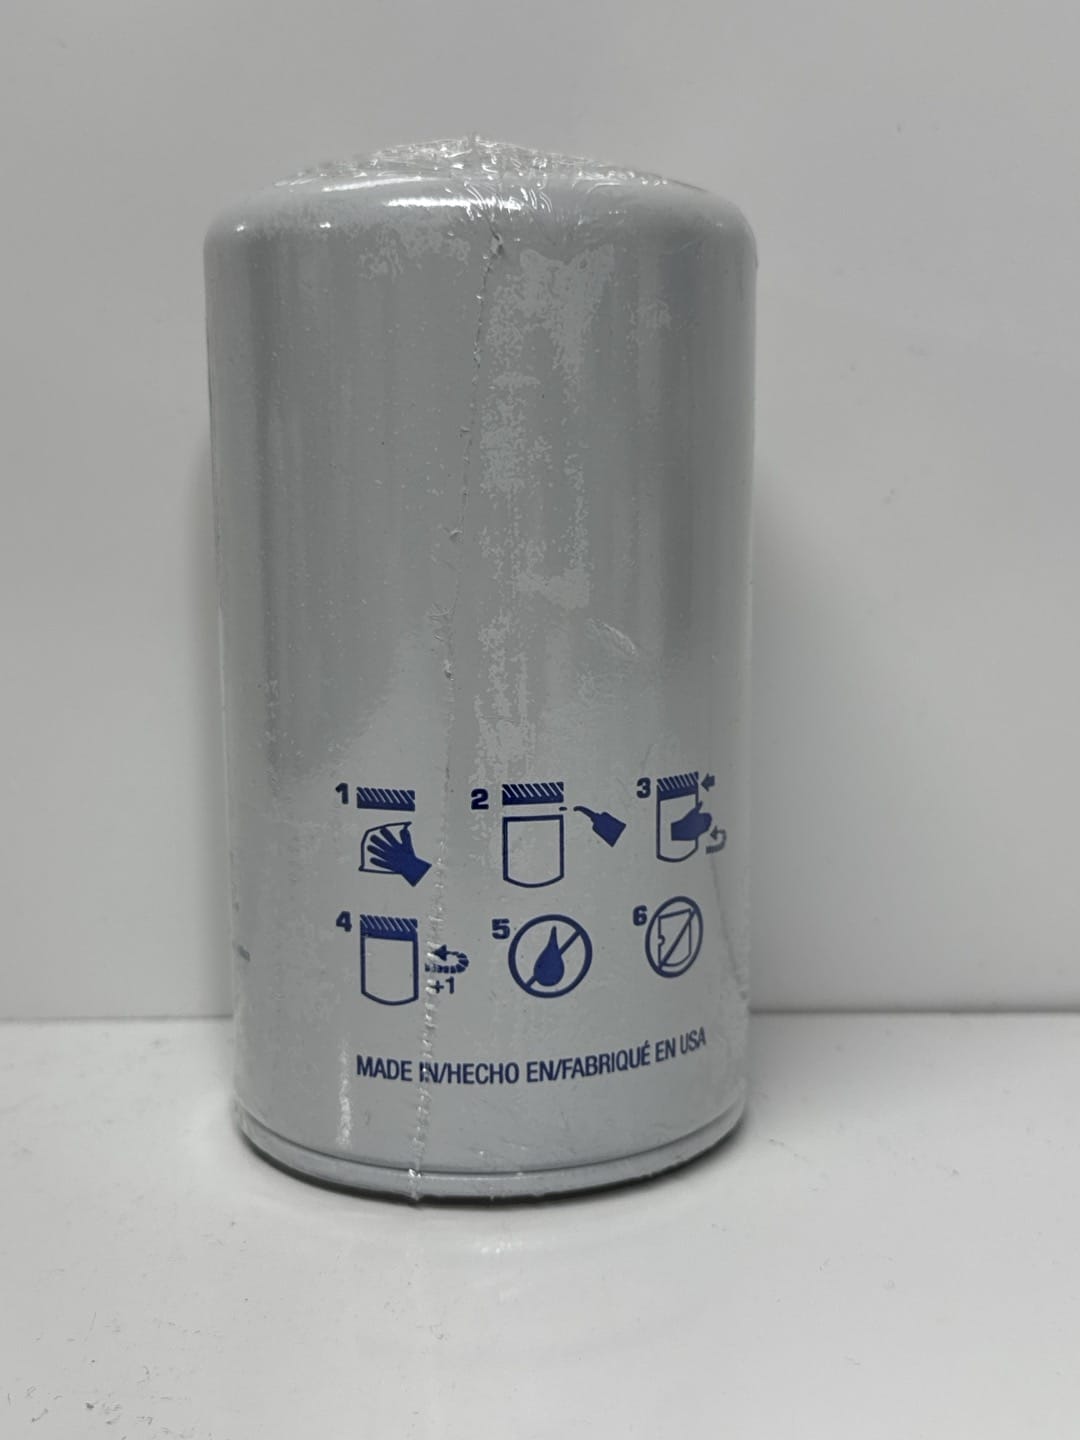 1 2 3
4 +1 5 6
MADE IN/HECHO EN/FABRIQUÉ EN USA